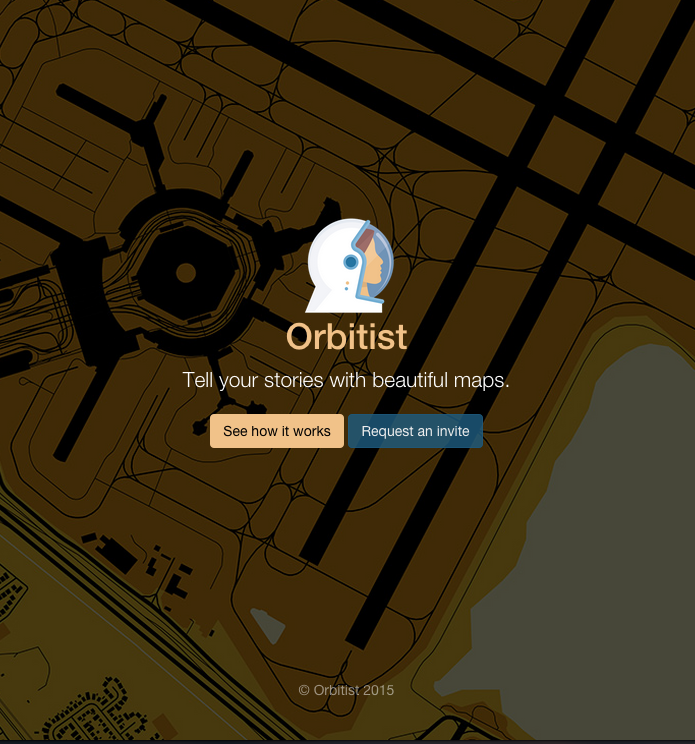 Orbitist
Tell your stories with beautiful maps.
See how it works
Request an invite
© Orbitist 2015